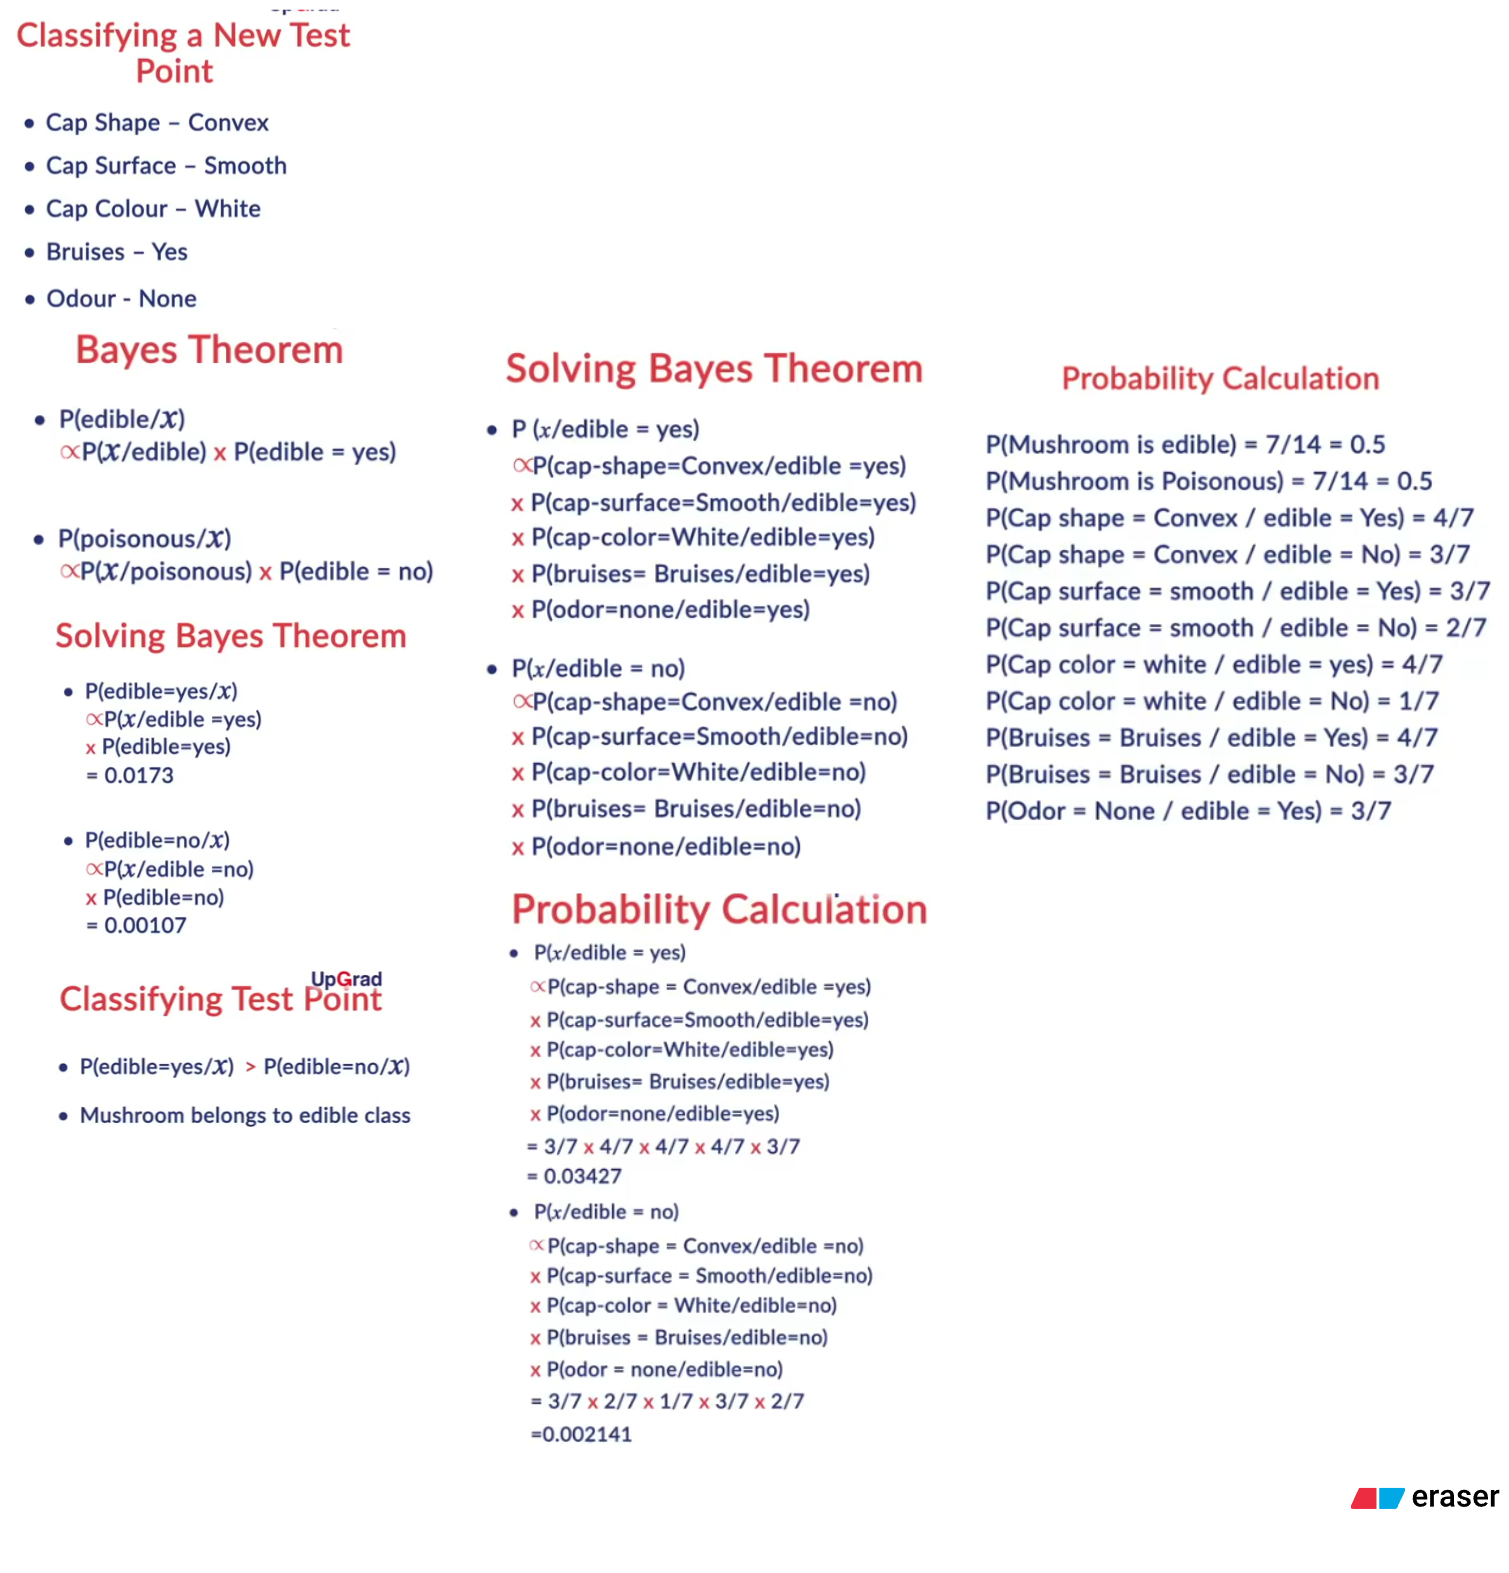 Classifying a New Test
Point
• Cap Shape – Convex
• Cap Surface – Smooth
• Cap Colour – White
• Bruises – Yes
• Odour - None
Bayes Theorem
• P(edible/x)
∝P(x/edible) x P(edible = yes)
• P(poisonous/x)
∝P(x/poisonous) x P(edible = no)
Solving Bayes Theorem
• P(edible=yes/x)
∝P(x/edible =yes)
x P(edible=yes)
= 0.0173
• P(edible=no/x)
∝P(x/edible =no)
x P(edible=no)
= 0.00107
UpGrad
Classifying Test Point
• P(edible=yes/x) > P(edible=no/x)
• Mushroom belongs to edible class
Solving Bayes Theorem
• P (x/edible = yes)
∝P(cap-shape=Convex/edible =yes)
x P(cap-surface=Smooth/edible=yes)
x P(cap-color=White/edible=yes)
x P(bruises= Bruises/edible=yes)
x P(odor=none/edible=yes)
• P(x/edible = no)
∝P(cap-shape=Convex/edible =no)
x P(cap-surface=Smooth/edible=no)
x P(cap-color=White/edible=no)
x P(bruises= Bruises/edible=no)
x P(odor=none/edible=no)
Probability Calculation
• P(x/edible = yes)
∝P(cap-shape = Convex/edible =yes)
x P(cap-surface=Smooth/edible=yes)
x P(cap-color=White/edible=yes)
x P(bruises= Bruises/edible=yes)
x P(odor=none/edible=yes)
= 3/7 x 4/7 x 4/7 x 4/7 x 3/7
= 0.03427
• P(x/edible = no)
∝P(cap-shape = Convex/edible =no)
x P(cap-surface = Smooth/edible=no)
x P(cap-color = White/edible=no)
x P(bruises = Bruises/edible=no)
x P(odor = none/edible=no)
= 3/7 x 2/7 x 1/7 x 3/7 x 2/7
=0.002141
Probability Calculation
P(Mushroom is edible) = 7/14 = 0.5
P(Mushroom is Poisonous) = 7/14 = 0.5
P(Cap shape = Convex / edible = Yes) = 4/7
P(Cap shape = Convex / edible = No) = 3/7
P(Cap surface = smooth / edible = Yes) = 3/7
P(Cap surface = smooth / edible = No) = 2/7
P(Cap color = white / edible = yes) = 4/7
P(Cap color = white / edible = No) = 1/7
P(Bruises = Bruises / edible = Yes) = 4/7
P(Bruises = Bruises / edible = No) = 3/7
P(Odor = None / edible = Yes) = 3/7
eraser